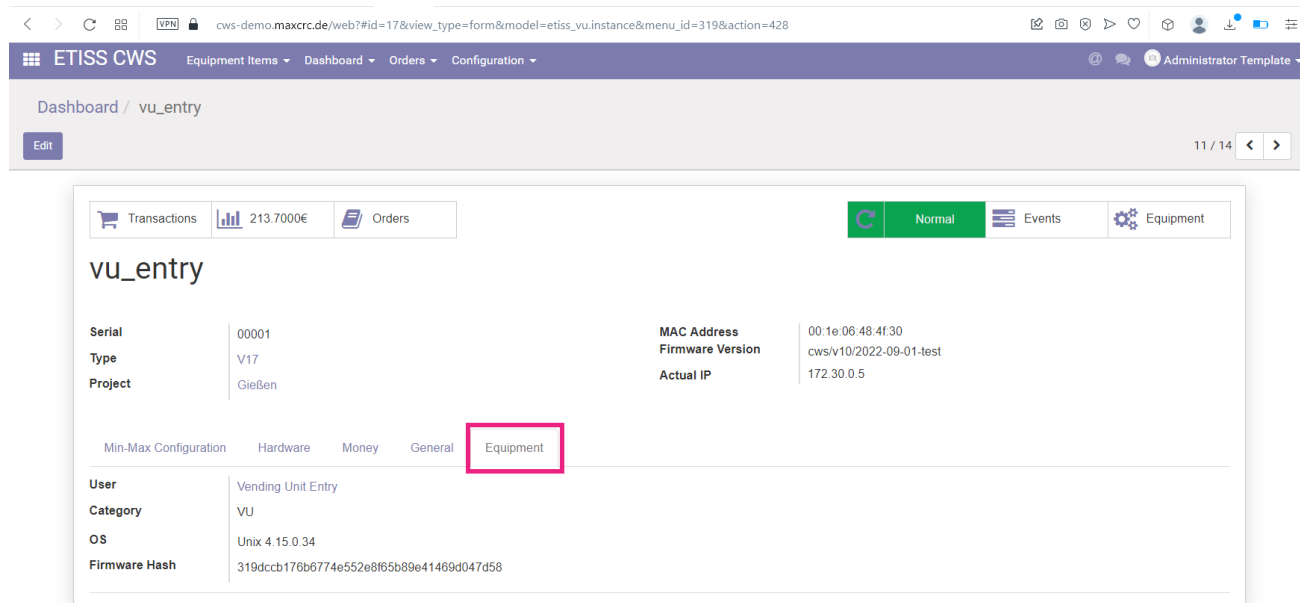 VPN cws-demo.maxcrc.de/web?#id=17&view_type=form&model=etiss_vu.instance&menu_id=319&action=428
ETISS CWS Equipment Items Dashboard Orders Configuration @ Administrator Template
Dashboard / vu_entry
Edit 11 / 14
Transactions 213.7000€ Orders Normal Events Equipment
vu_entry
Serial 00001 MAC Address 00:1e:06:48:4f:30
Type V17 Firmware Version cws/v10/2022-09-01-test
Project Gießen Actual IP 172.30.0.5
Min-Max Configuration Hardware Money General Equipment
User Vending Unit Entry
Category VU
OS Unix 4.15.0.34
Firmware Hash 319dccb176b6774e552e8f65b89e41469d047d58